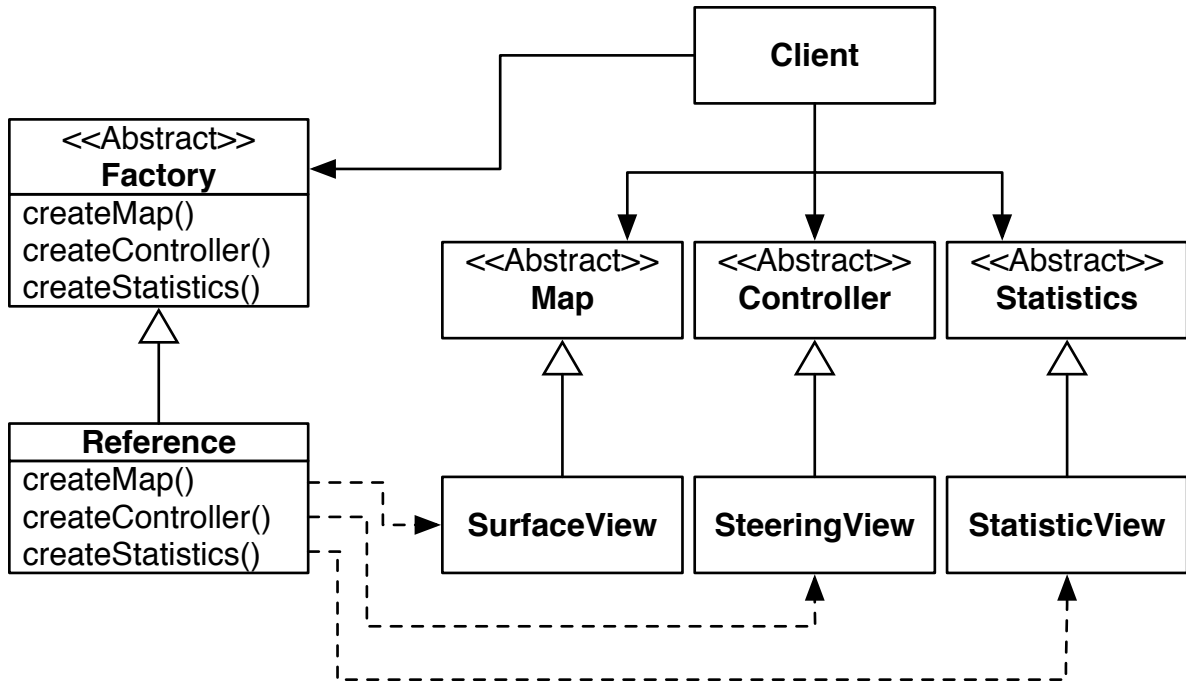 Client
<<Abstract>>
Factory
createMap()
createController()
createStatistics()
<<Abstract>>
Map
<<Abstract>>
Controller
<<Abstract>>
Statistics
Reference
createMap()
createController()
createStatistics()
SurfaceView
SteeringView
StatisticView